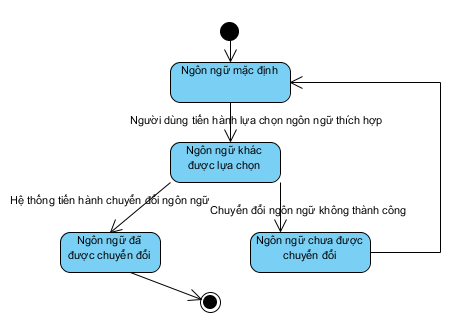 Ngôn ngữ mặc định
Người dùng tiến hành lựa chọn ngôn ngữ thích hợp
Ngôn ngữ khác
được lựa chọn
Hệ thống tiến hành chuyển đổi ngôn ngữ
Chuyển đổi ngôn ngữ không thành công
Ngôn ngữ đã
được chuyển đổi
Ngôn ngữ chưa được
chuyển đổi